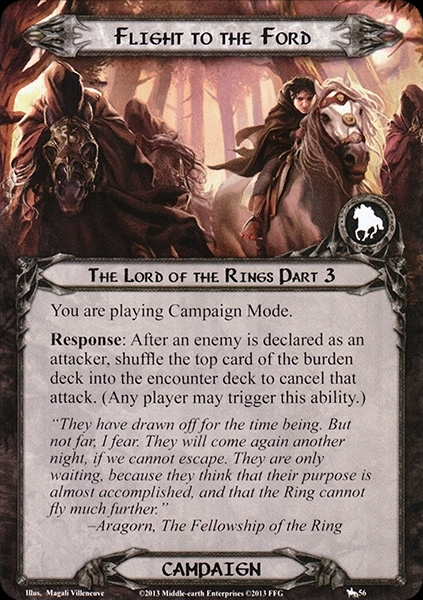 Flight to the Ford
The Lord of the Rings Part 3
You are playing Campaign Mode.
Response: After an enemy is declared as an
attacker, shuffle the top card of the burden
deck into the encounter deck to cancel that
attack. (Any player may trigger this ability.)
“They have drawn off for the time being. But
not far, I fear. They will come again another
night, if we cannot escape. They are only
waiting, because they think that their purpose is
almost accomplished, and that the Ring cannot
fly much further.”
–Aragorn, The Fellowship of the Ring
Campaign
Illus. Magali Villeneuve ©2013 Middle-earth Enterprises ©2013 FFG 56